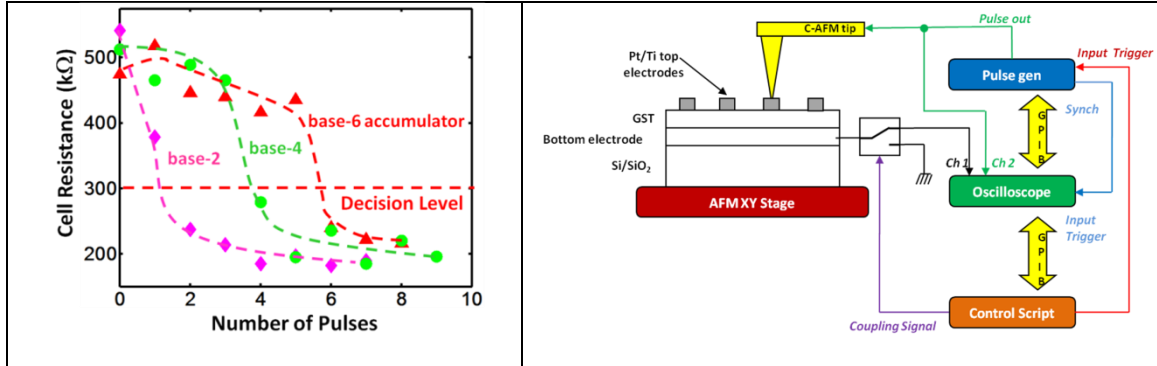 500
400
300
200
0
2
4
6
8
10
Cell Resistance (kΩ)
Number of Pulses
base-6 accumulator
base-2
base-4
Decision Level
C-AFM tip
Pulse out
Pt/Ti top
electrodes
Input Trigger
Pulse gen
GST
Bottom electrode
Si/SiO2
GPIB
Synch
Ch 1
Ch 2
Oscilloscope
AFM XY Stage
Input
Trigger
GPIB
Coupling Signal
Control Script